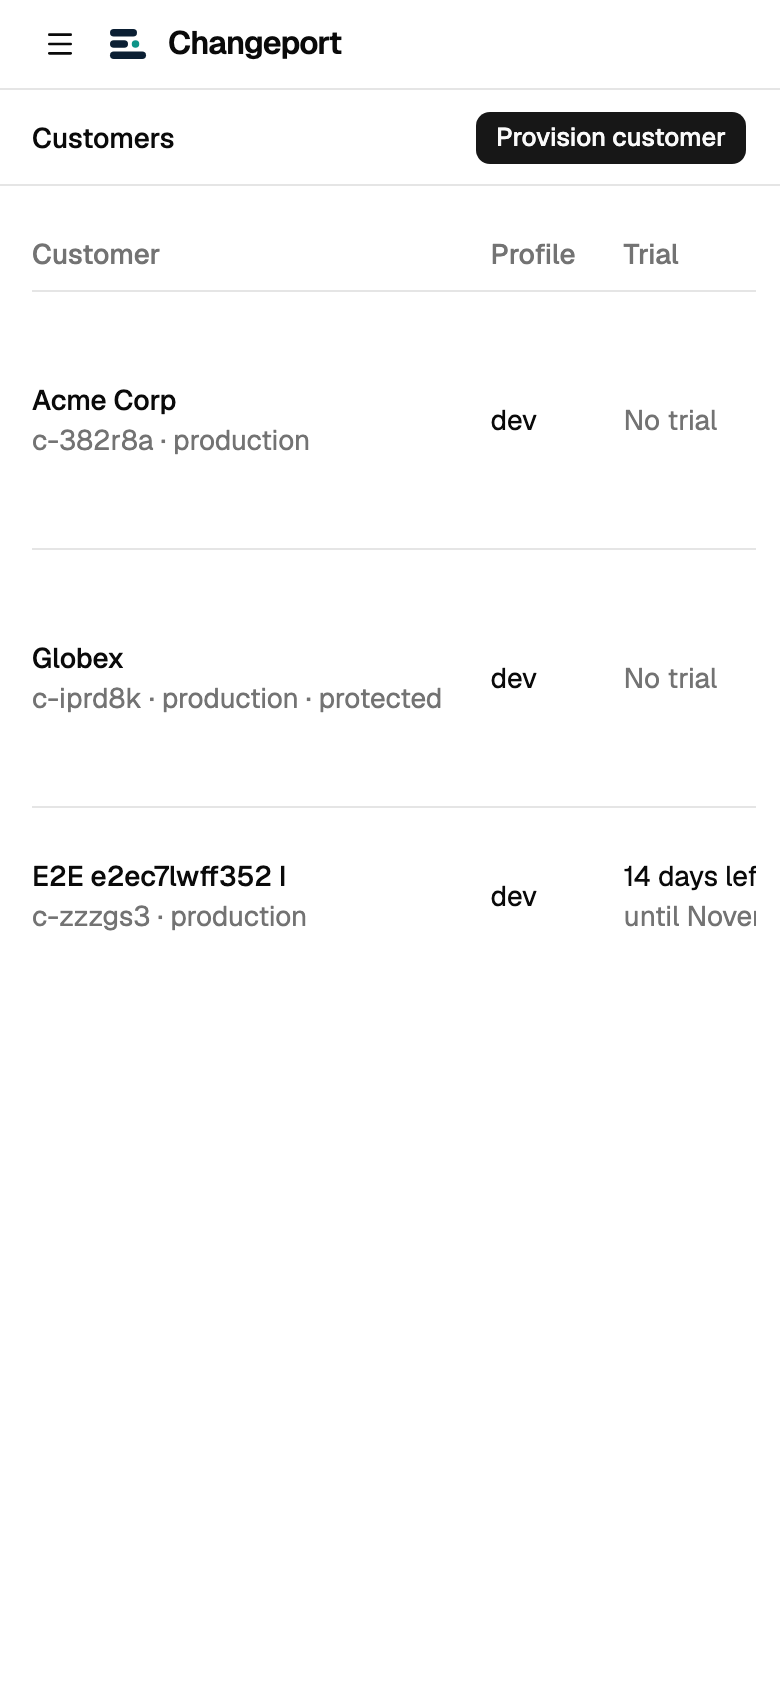 Changeport
Customers
Provision customer
Customer Profile Trial
Acme Corp
c-382r8a · production
dev
No trial
Globex
c-iprd8k · production · protected
dev
No trial
E2E e2ec7lwff352 I
c-zzzgs3 · production
dev
14 days lef
until Nover